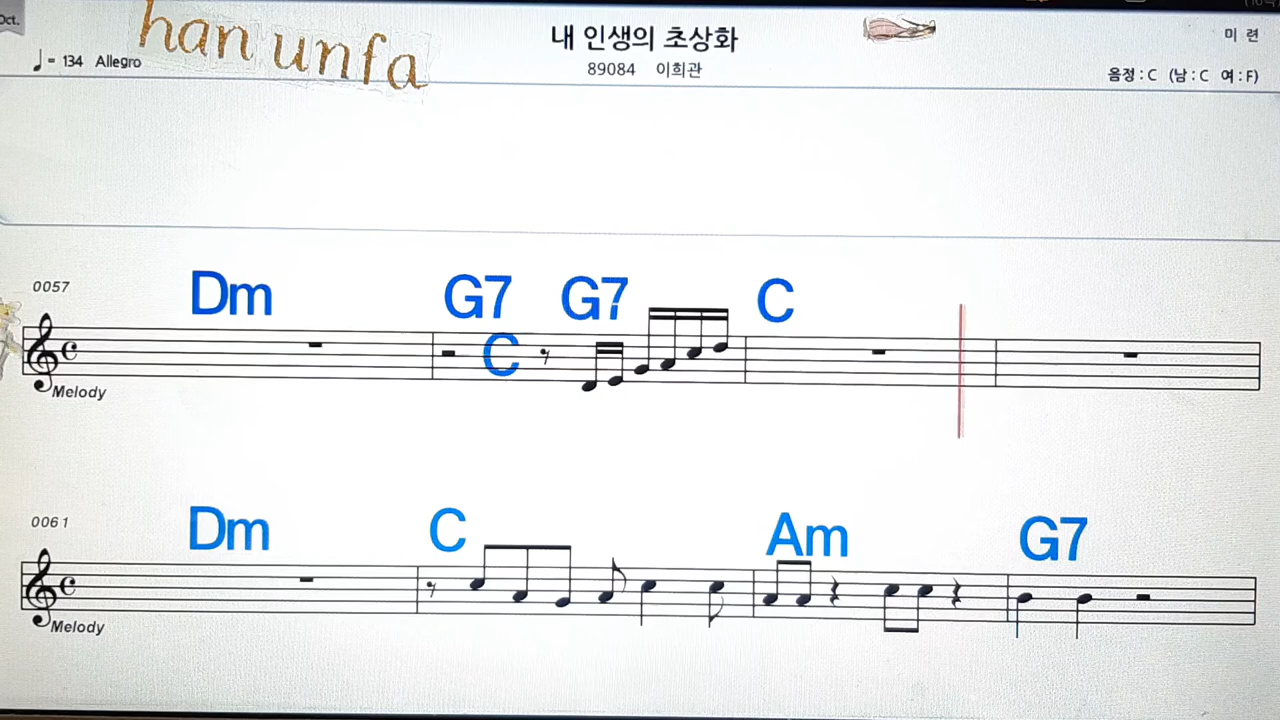 Oct.
han unfa
♩= 134 Allegro
내 인생의 초상화
89084 이희관
미 련
음정 : C (남 : C 여 : F)
0057
Dm G7 G7 C
C
Melody
0061
Dm C Am G7
Melody